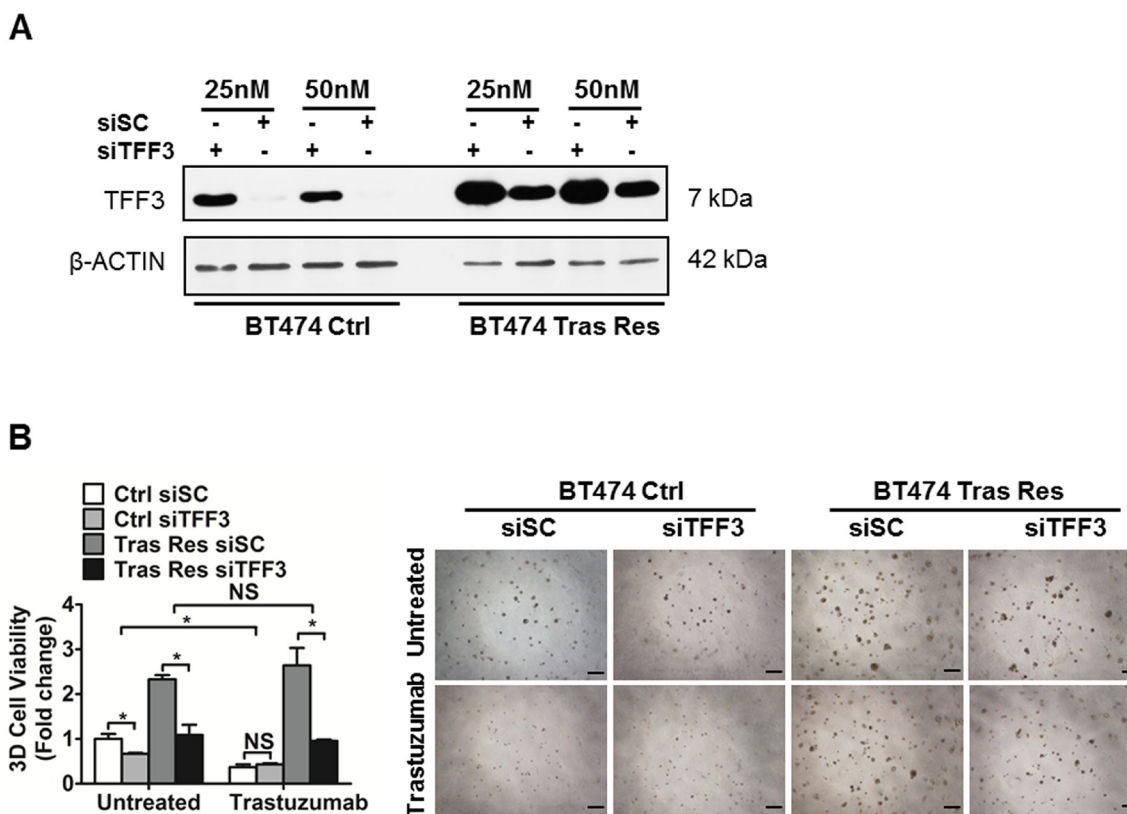 A
25nM 50nM 25nM 50nM
siSC - + - + - + - +
siTFF3 + - + - + - + -
TFF3 7 kDa
β-ACTIN 42 kDa
BT474 Ctrl BT474 Tras Res
B
Ctrl siSC
Ctrl siTFF3
Tras Res siSC
Tras Res siTFF3
3D Cell Viability
(Fold change)
4
3
2
1
0
NS
*
* *
* NS
Untreated Trastuzumab
BT474 Ctrl BT474 Tras Res
siSC siTFF3 siSC siTFF3
Untreated
Trastuzumab